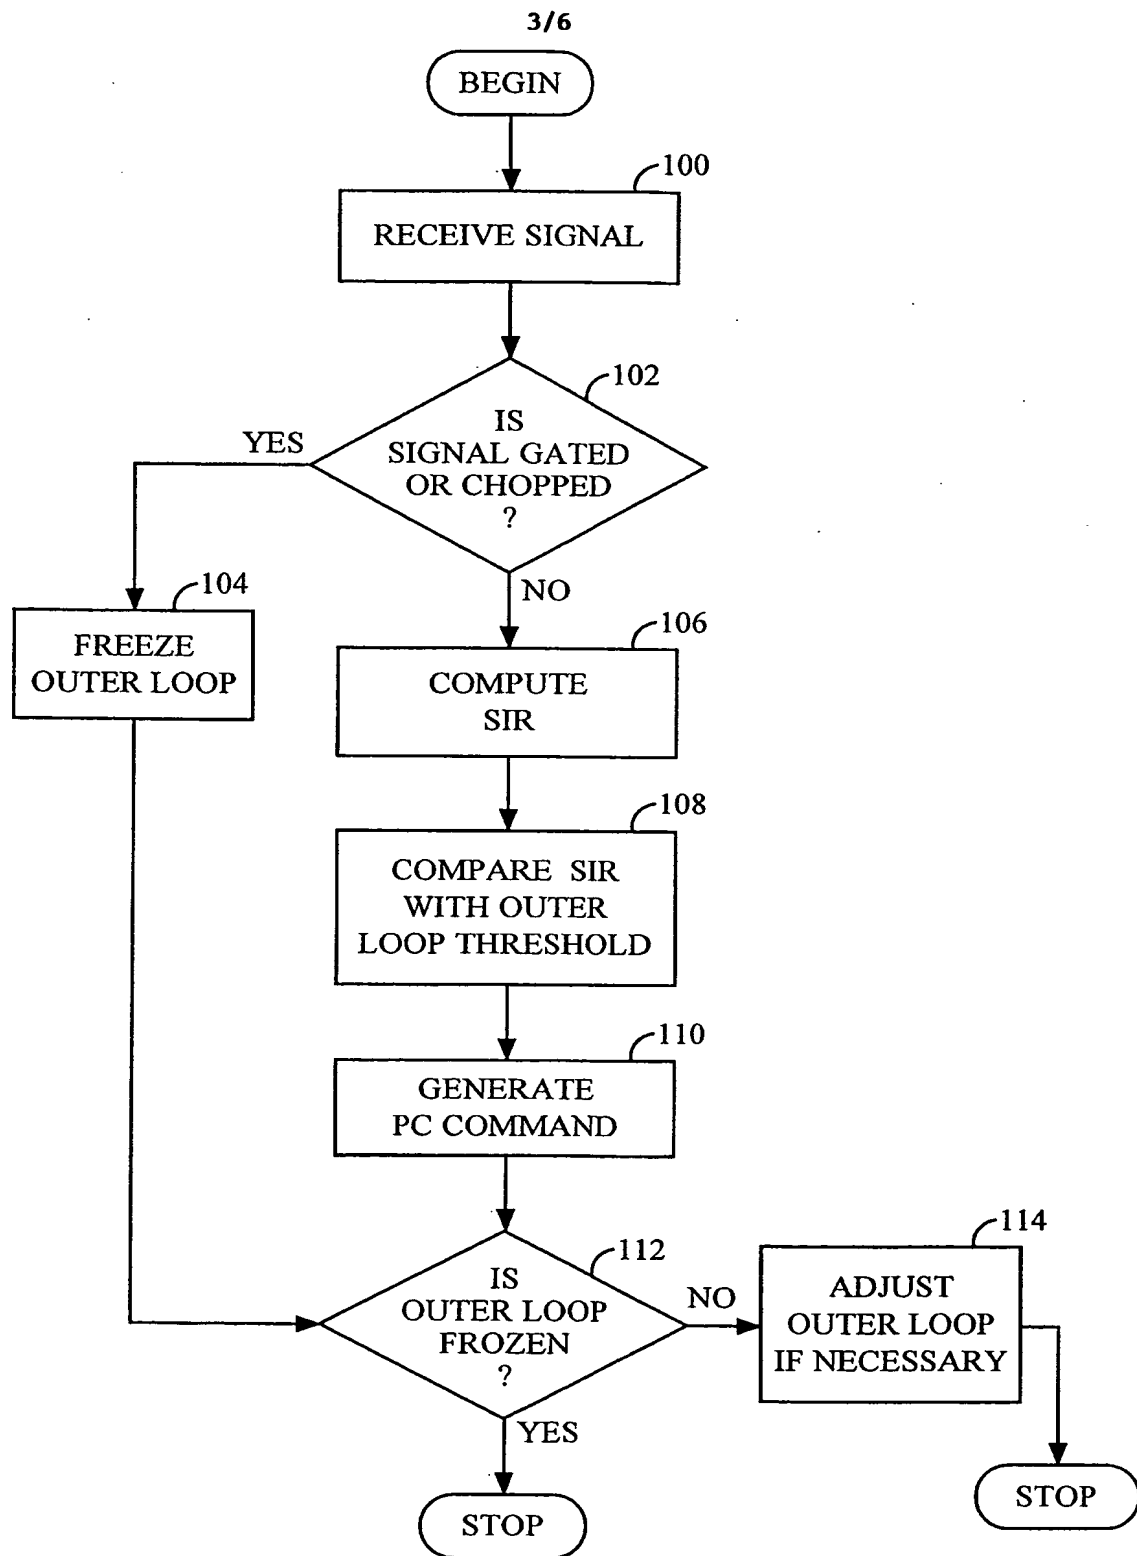 3/6
BEGIN
100
RECEIVE SIGNAL
102
IS
SIGNAL GATED
OR CHOPPED
?
YES
NO
104
FREEZE
OUTER LOOP
106
COMPUTE
SIR
108
COMPARE SIR
WITH OUTER
LOOP THRESHOLD
110
GENERATE
PC COMMAND
112
IS
OUTER LOOP
FROZEN
?
NO
YES
114
ADJUST
OUTER LOOP
IF NECESSARY
STOP
STOP